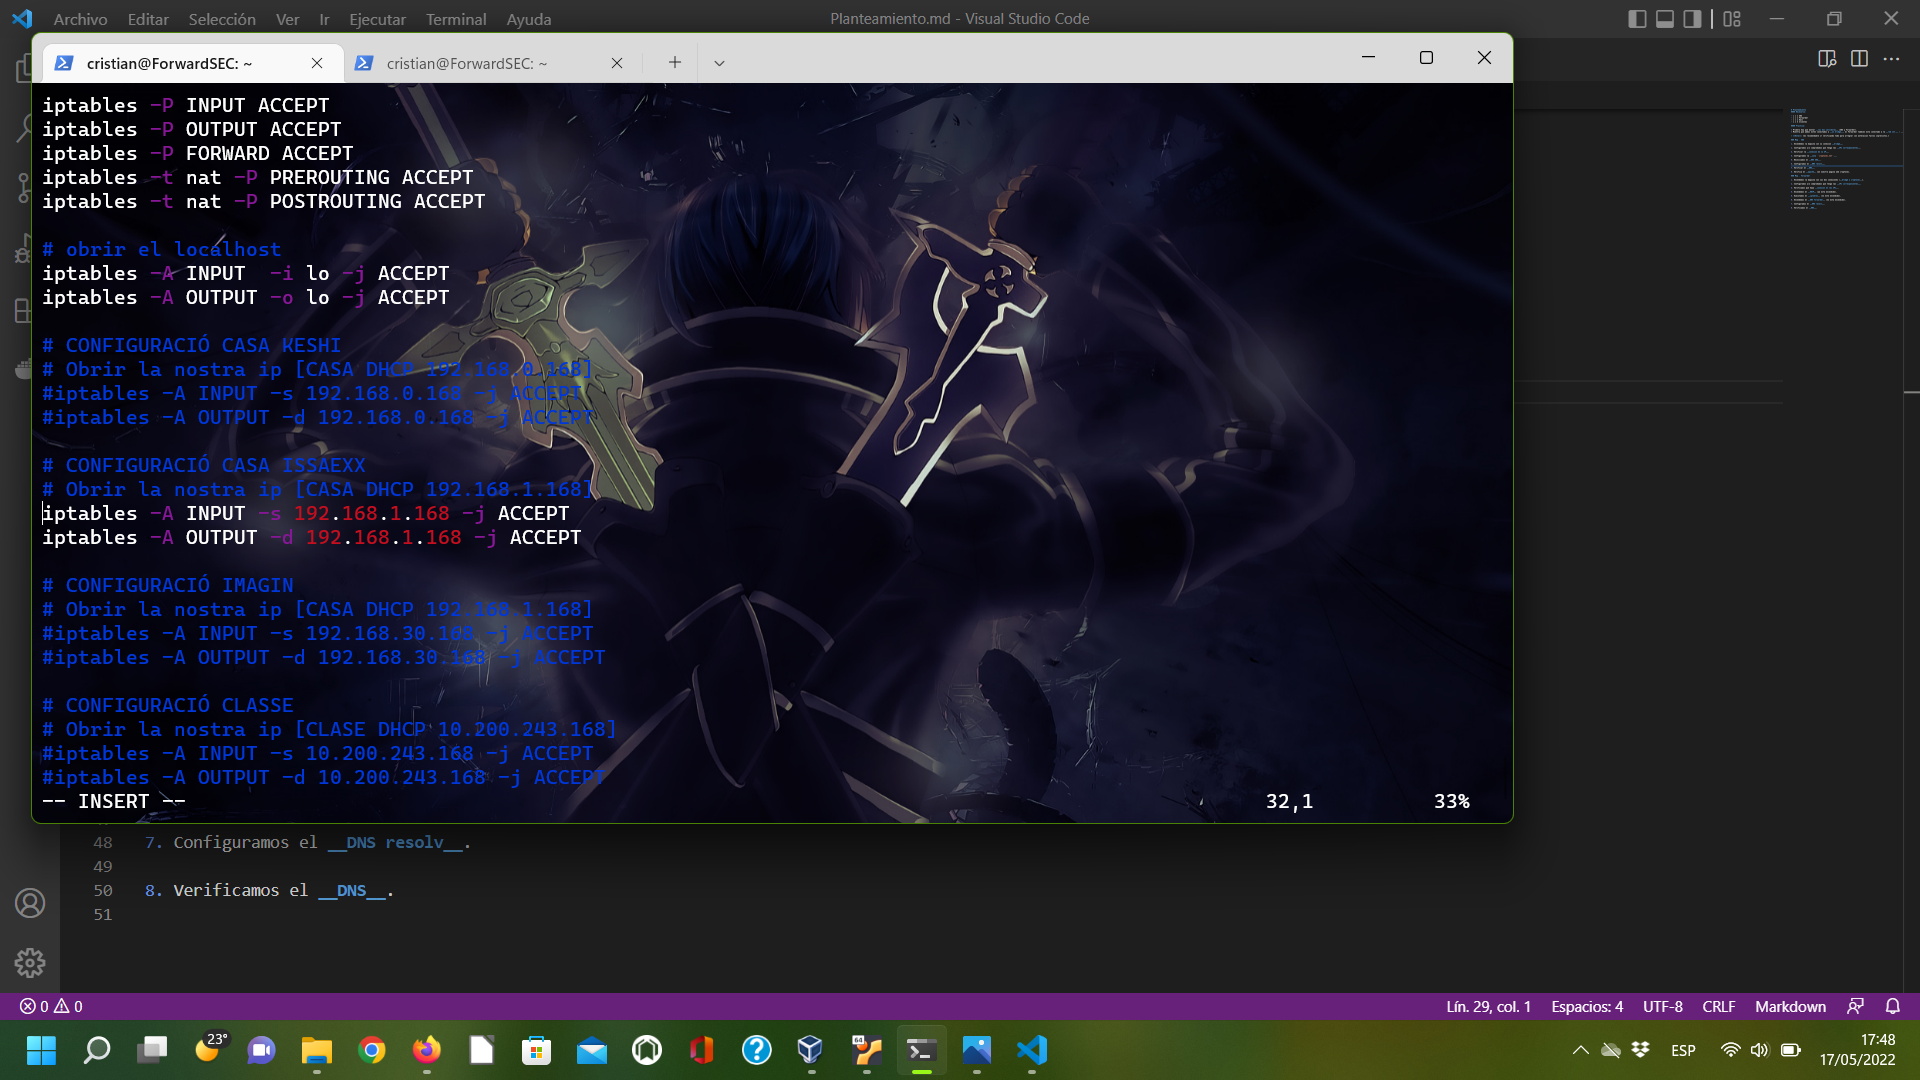 Archivo Editar Selección Ver Ir Ejecutar Terminal Ayuda
Planteamiento.md - Visual Studio Code
cristian@ForwardSEC: ~
cristian@ForwardSEC: ~
iptables -P INPUT ACCEPT
iptables -P OUTPUT ACCEPT
iptables -P FORWARD ACCEPT
iptables -t nat -P PREROUTING ACCEPT
iptables -t nat -P POSTROUTING ACCEPT
# obrir el localhost
iptables -A INPUT  -i lo -j ACCEPT
iptables -A OUTPUT -o lo -j ACCEPT
# CONFIGURACIÓ CASA KESHI
# Obrir la nostra ip [CASA DHCP 192.168.0.168]
#iptables -A INPUT -s 192.168.0.168 -j ACCEPT
#iptables -A OUTPUT -d 192.168.0.168 -j ACCEPT
# CONFIGURACIÓ CASA ISSAEXX
# Obrir la nostra ip [CASA DHCP 192.168.1.168]
iptables -A INPUT -s 192.168.1.168 -j ACCEPT
iptables -A OUTPUT -d 192.168.1.168 -j ACCEPT
# CONFIGURACIÓ IMAGIN
# Obrir la nostra ip [CASA DHCP 192.168.1.168]
#iptables -A INPUT -s 192.168.30.168 -j ACCEPT
#iptables -A OUTPUT -d 192.168.30.168 -j ACCEPT
# CONFIGURACIÓ CLASSE
# Obrir la nostra ip [CLASE DHCP 10.200.243.168]
#iptables -A INPUT -s 10.200.243.168 -j ACCEPT
#iptables -A OUTPUT -d 10.200.243.168 -j ACCEPT
-- INSERT -- 32,1 33%
48 7. Configuramos el __DNS resolv__.
49
50 8. Verificamos el __DNS__.
51
0 0 Lín. 29, col. 1 Espacios: 4 UTF-8 CRLF Markdown
23°
64
ESP
17:48
17/05/2022